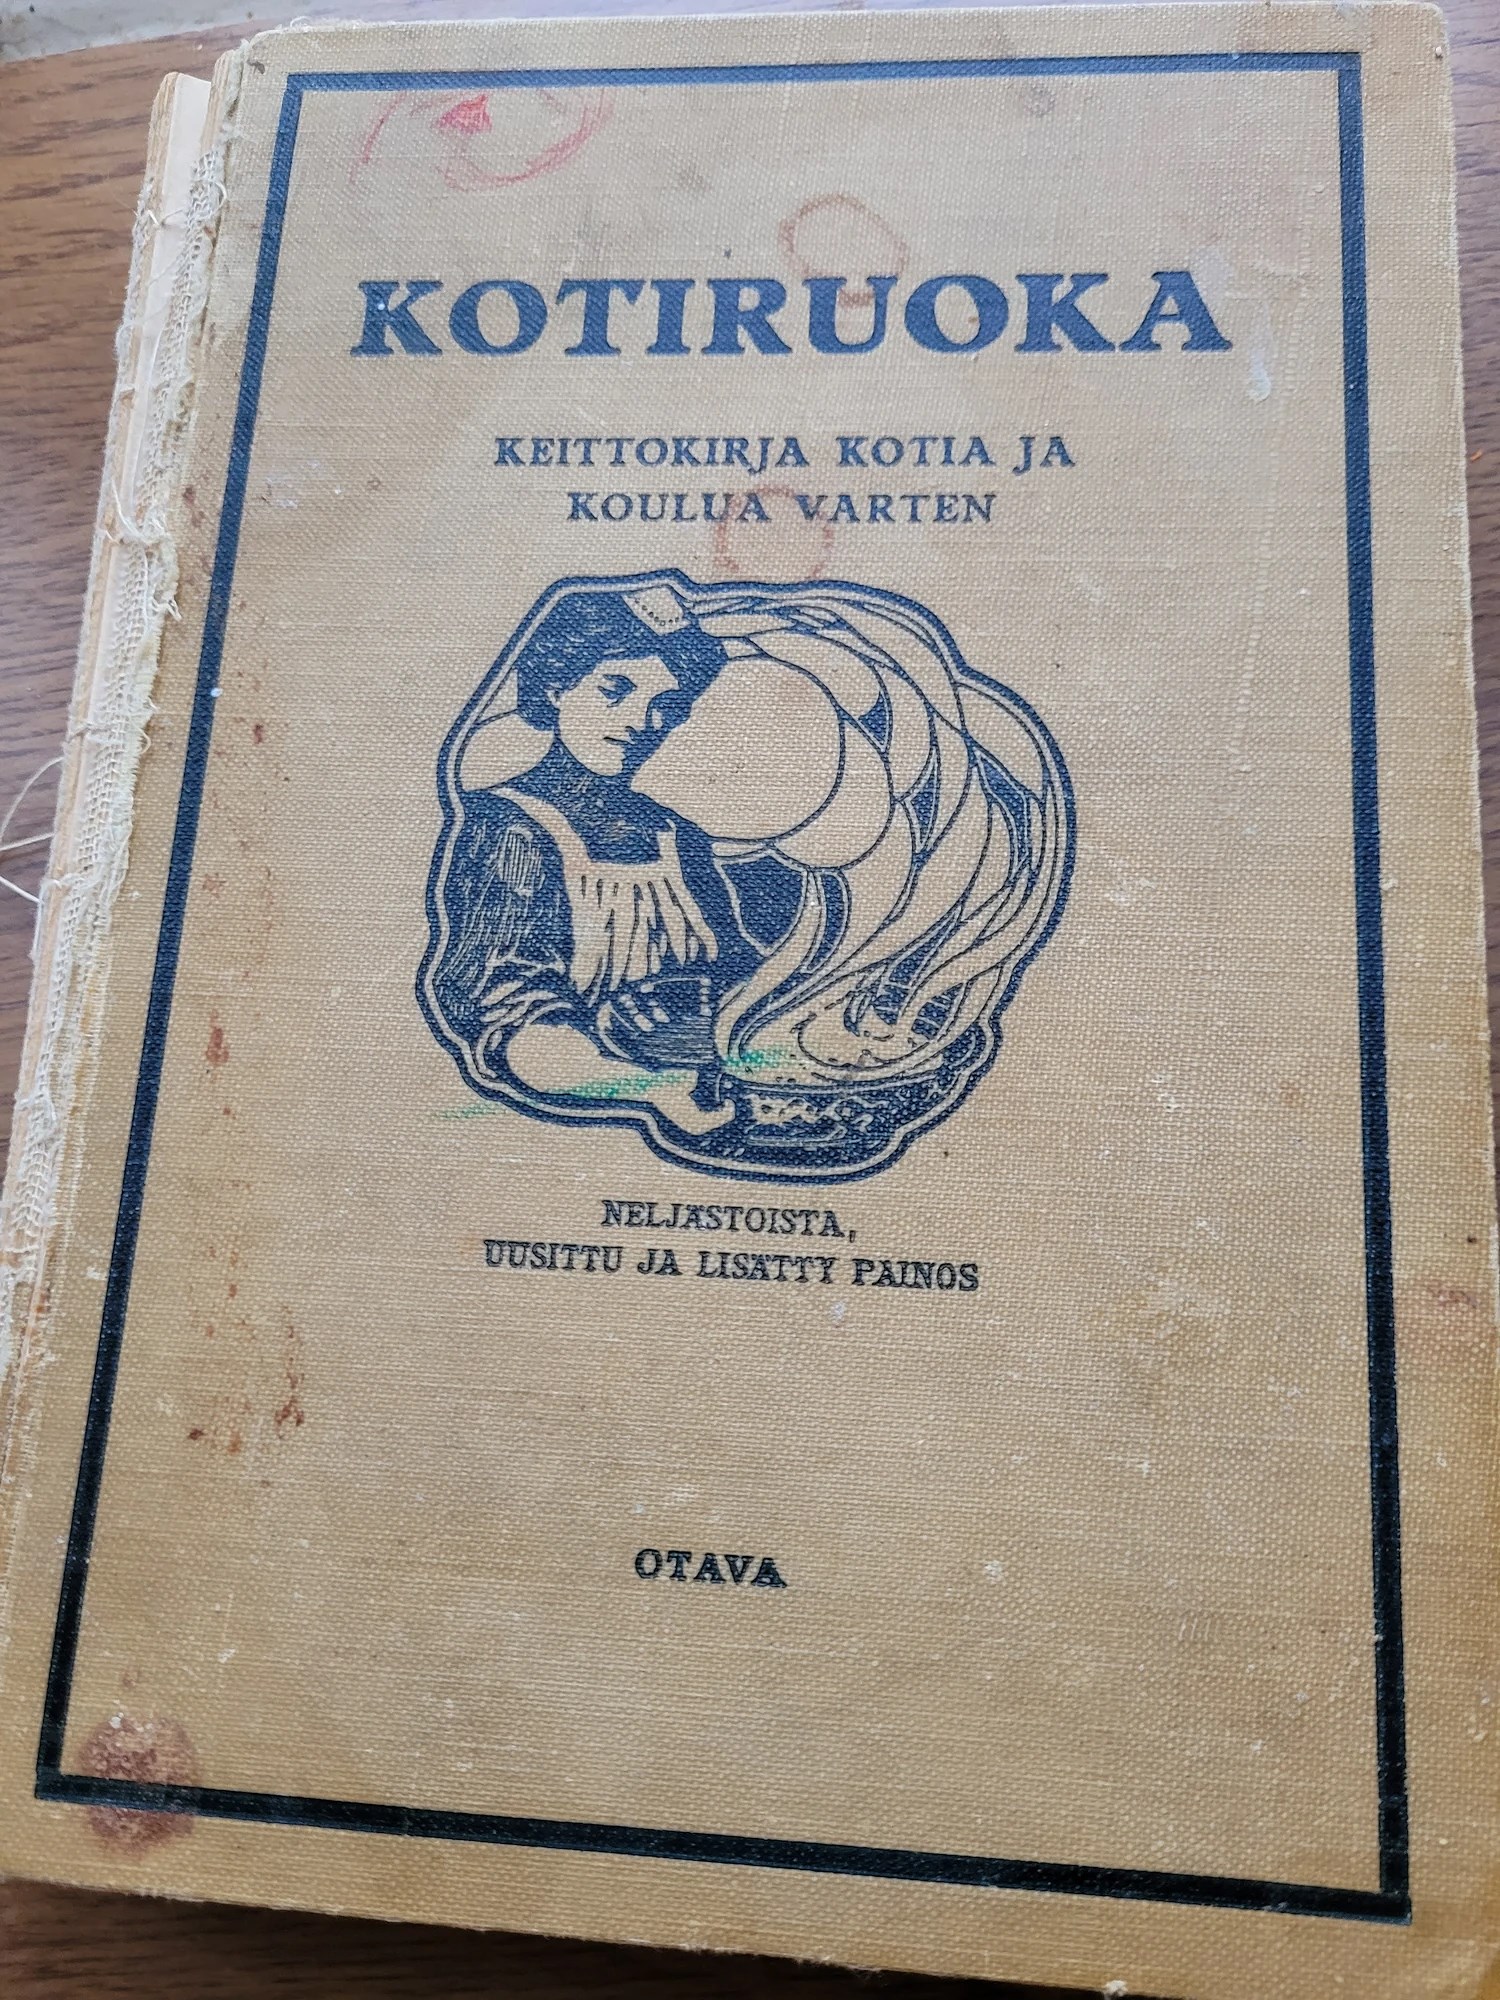 KOTIRUOKA
KEITTOKIRJA KOTIA JA
KOULUA VARTEN
NELJÄSTOISTA,
UUSITTU JA LISÄTTY PAINOS
OTAVA